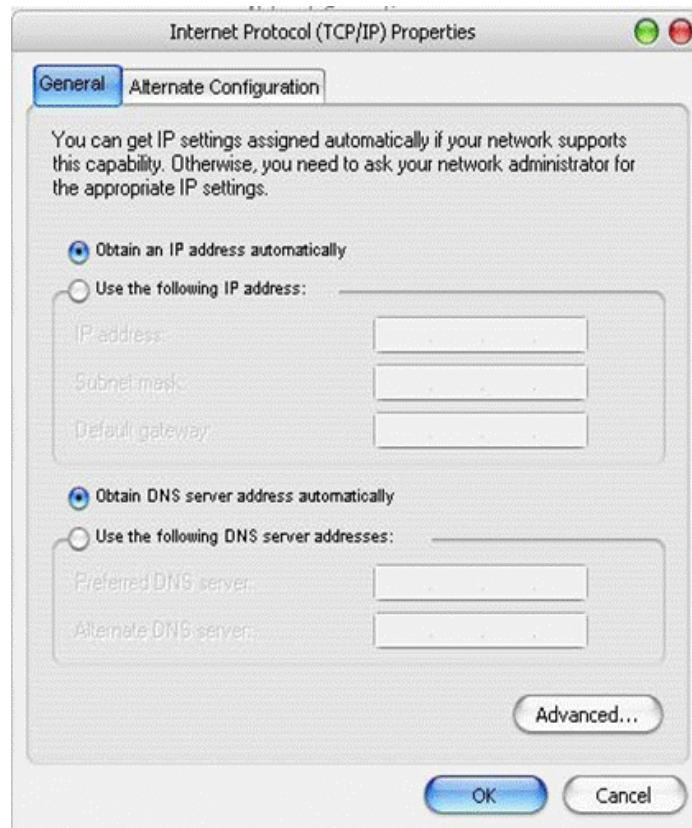 Internet Protocol (TCP/IP) Properties
General
Alternate Configuration
You can get IP settings assigned automatically if your network supports
this capability. Otherwise, you need to ask your network administrator for
the appropriate IP settings.
Obtain an IP address automatically
Use the following IP address:
IP address:
Subnet mask:
Default gateway:
Obtain DNS server address automatically
Use the following DNS server addresses:
Preferred DNS server:
Alternate DNS server:
Advanced...
OK
Cancel